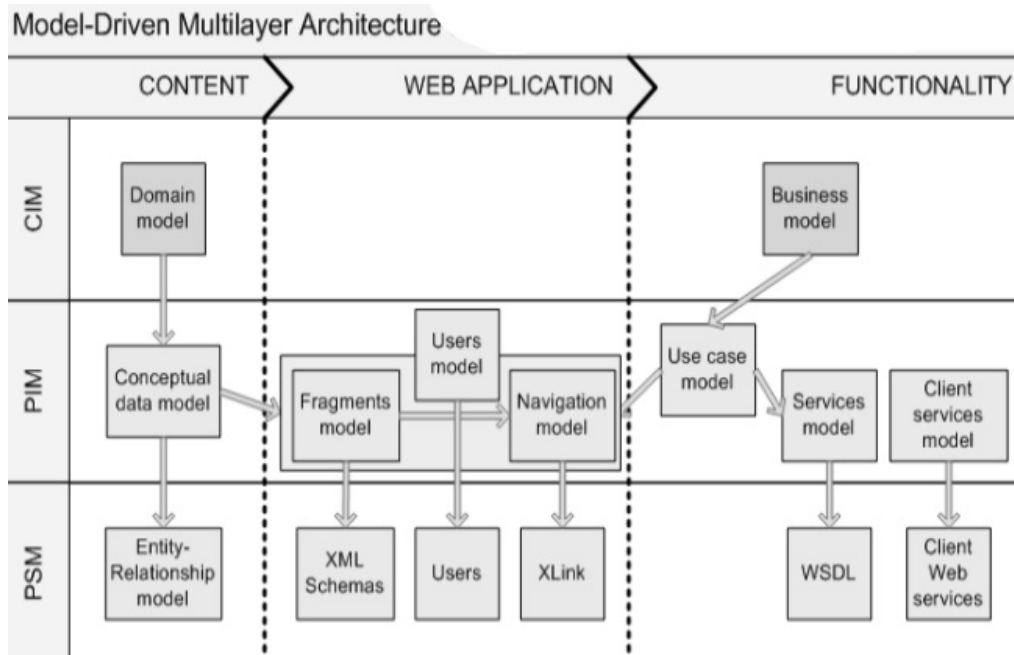 Model-Driven Multilayer Architecture
CONTENT
WEB APPLICATION
FUNCTIONALITY
CIM
Domain
model
Business
model
PIM
Conceptual
data model
Fragments
model
Users
model
Navigation
model
Use case
model
Services
model
Client
services
model
PSM
Entity-
Relationship
model
XML
Schemas
Users
XLink
WSDL
Client
Web
services